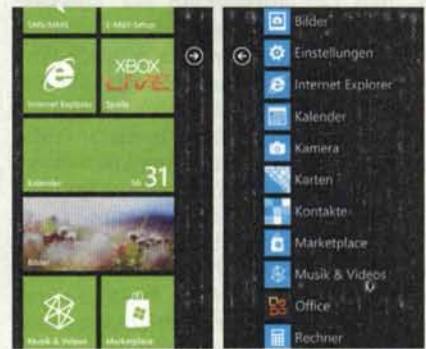 SMS/MMS
E-Mail-Setup
Internet Explorer
XBOX
LIVE
Spiele
Kalender
31
Bilder
Musik & Videos
Marketplace
Bilder
Einstellungen
Internet Explorer
Kalender
Kamera
Karten
Kontakte
Marketplace
Musik & Videos
Office
Rechner